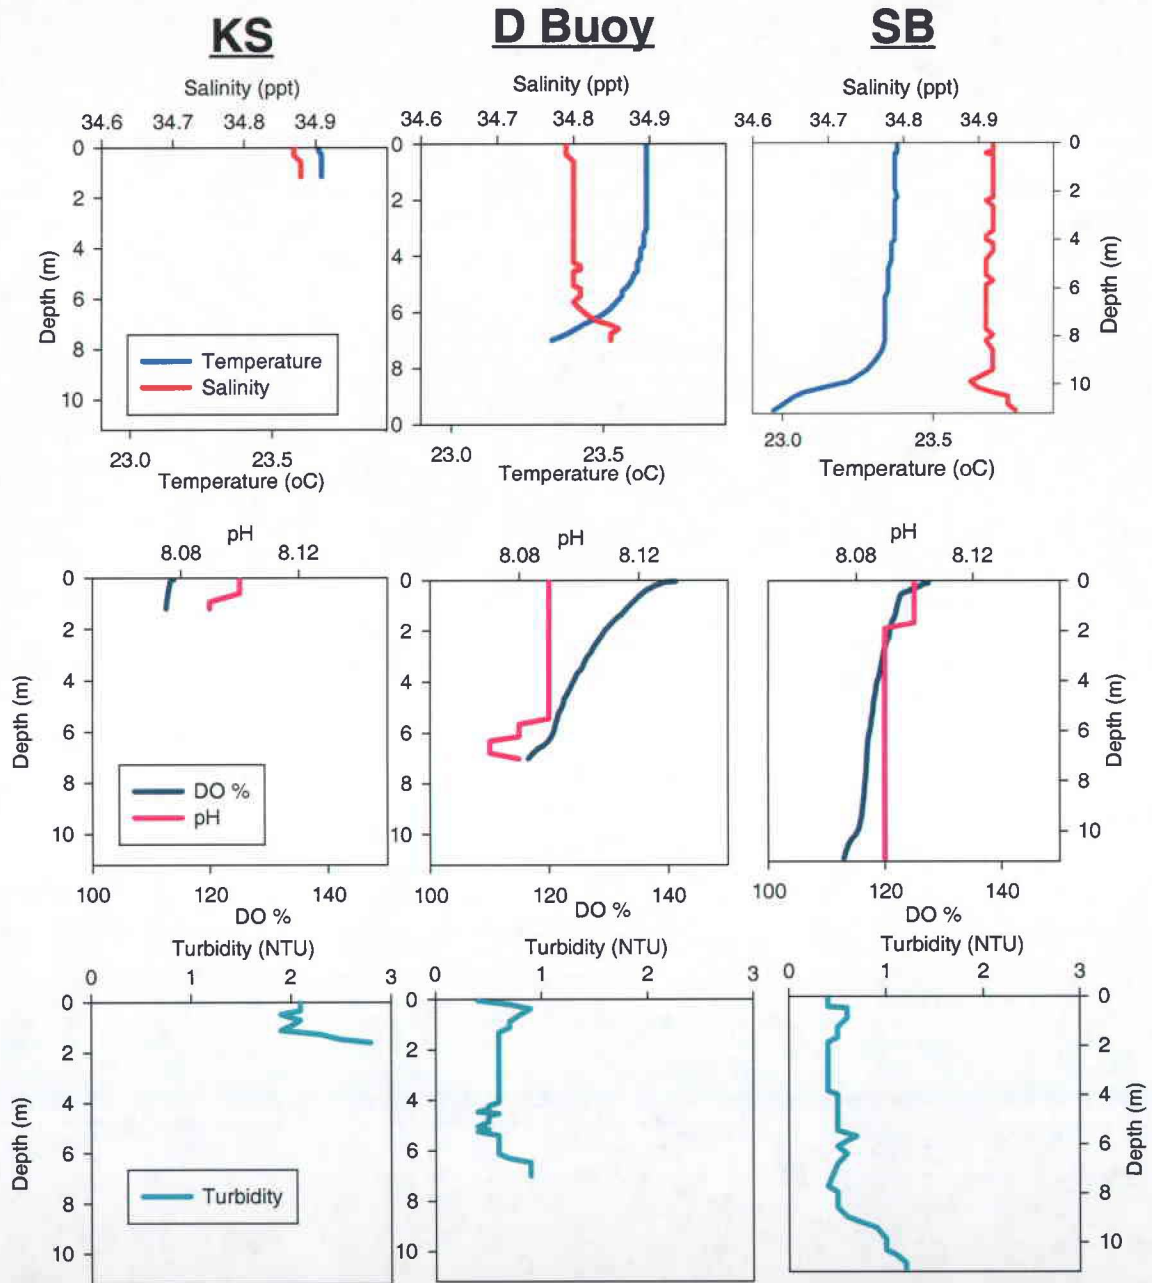 KS D Buoy SB
Salinity (ppt) Salinity (ppt) Salinity (ppt)
34.6 34.7 34.8 34.9 34.6 34.7 34.8 34.9 34.6 34.7 34.8 34.9
0 0 0
2 2 2
4 4 4
Depth (m) Depth (m)
6 6 6
8 8 8
Temperature
Salinity
10 0 10
23.0 23.5 23.0 23.5 23.0 23.5
Temperature (oC) Temperature (oC) Temperature (oC)
pH pH pH
8.08 8.12 8.08 8.12 8.08 8.12
0 0 0
2 2 2
4 4 4
Depth (m) Depth (m)
6 6 6
8 8 8
DO %
pH
10 10 10
100 120 140 100 120 140 100 120 140
DO % DO % DO %
Turbidity (NTU) Turbidity (NTU) Turbidity (NTU)
0 1 2 3 0 1 2 3 0 1 2 3
0 0 0
2 2 2
4 4 4
Depth (m) Depth (m)
6 6 6
Turbidity
8 8 8
10 10 10